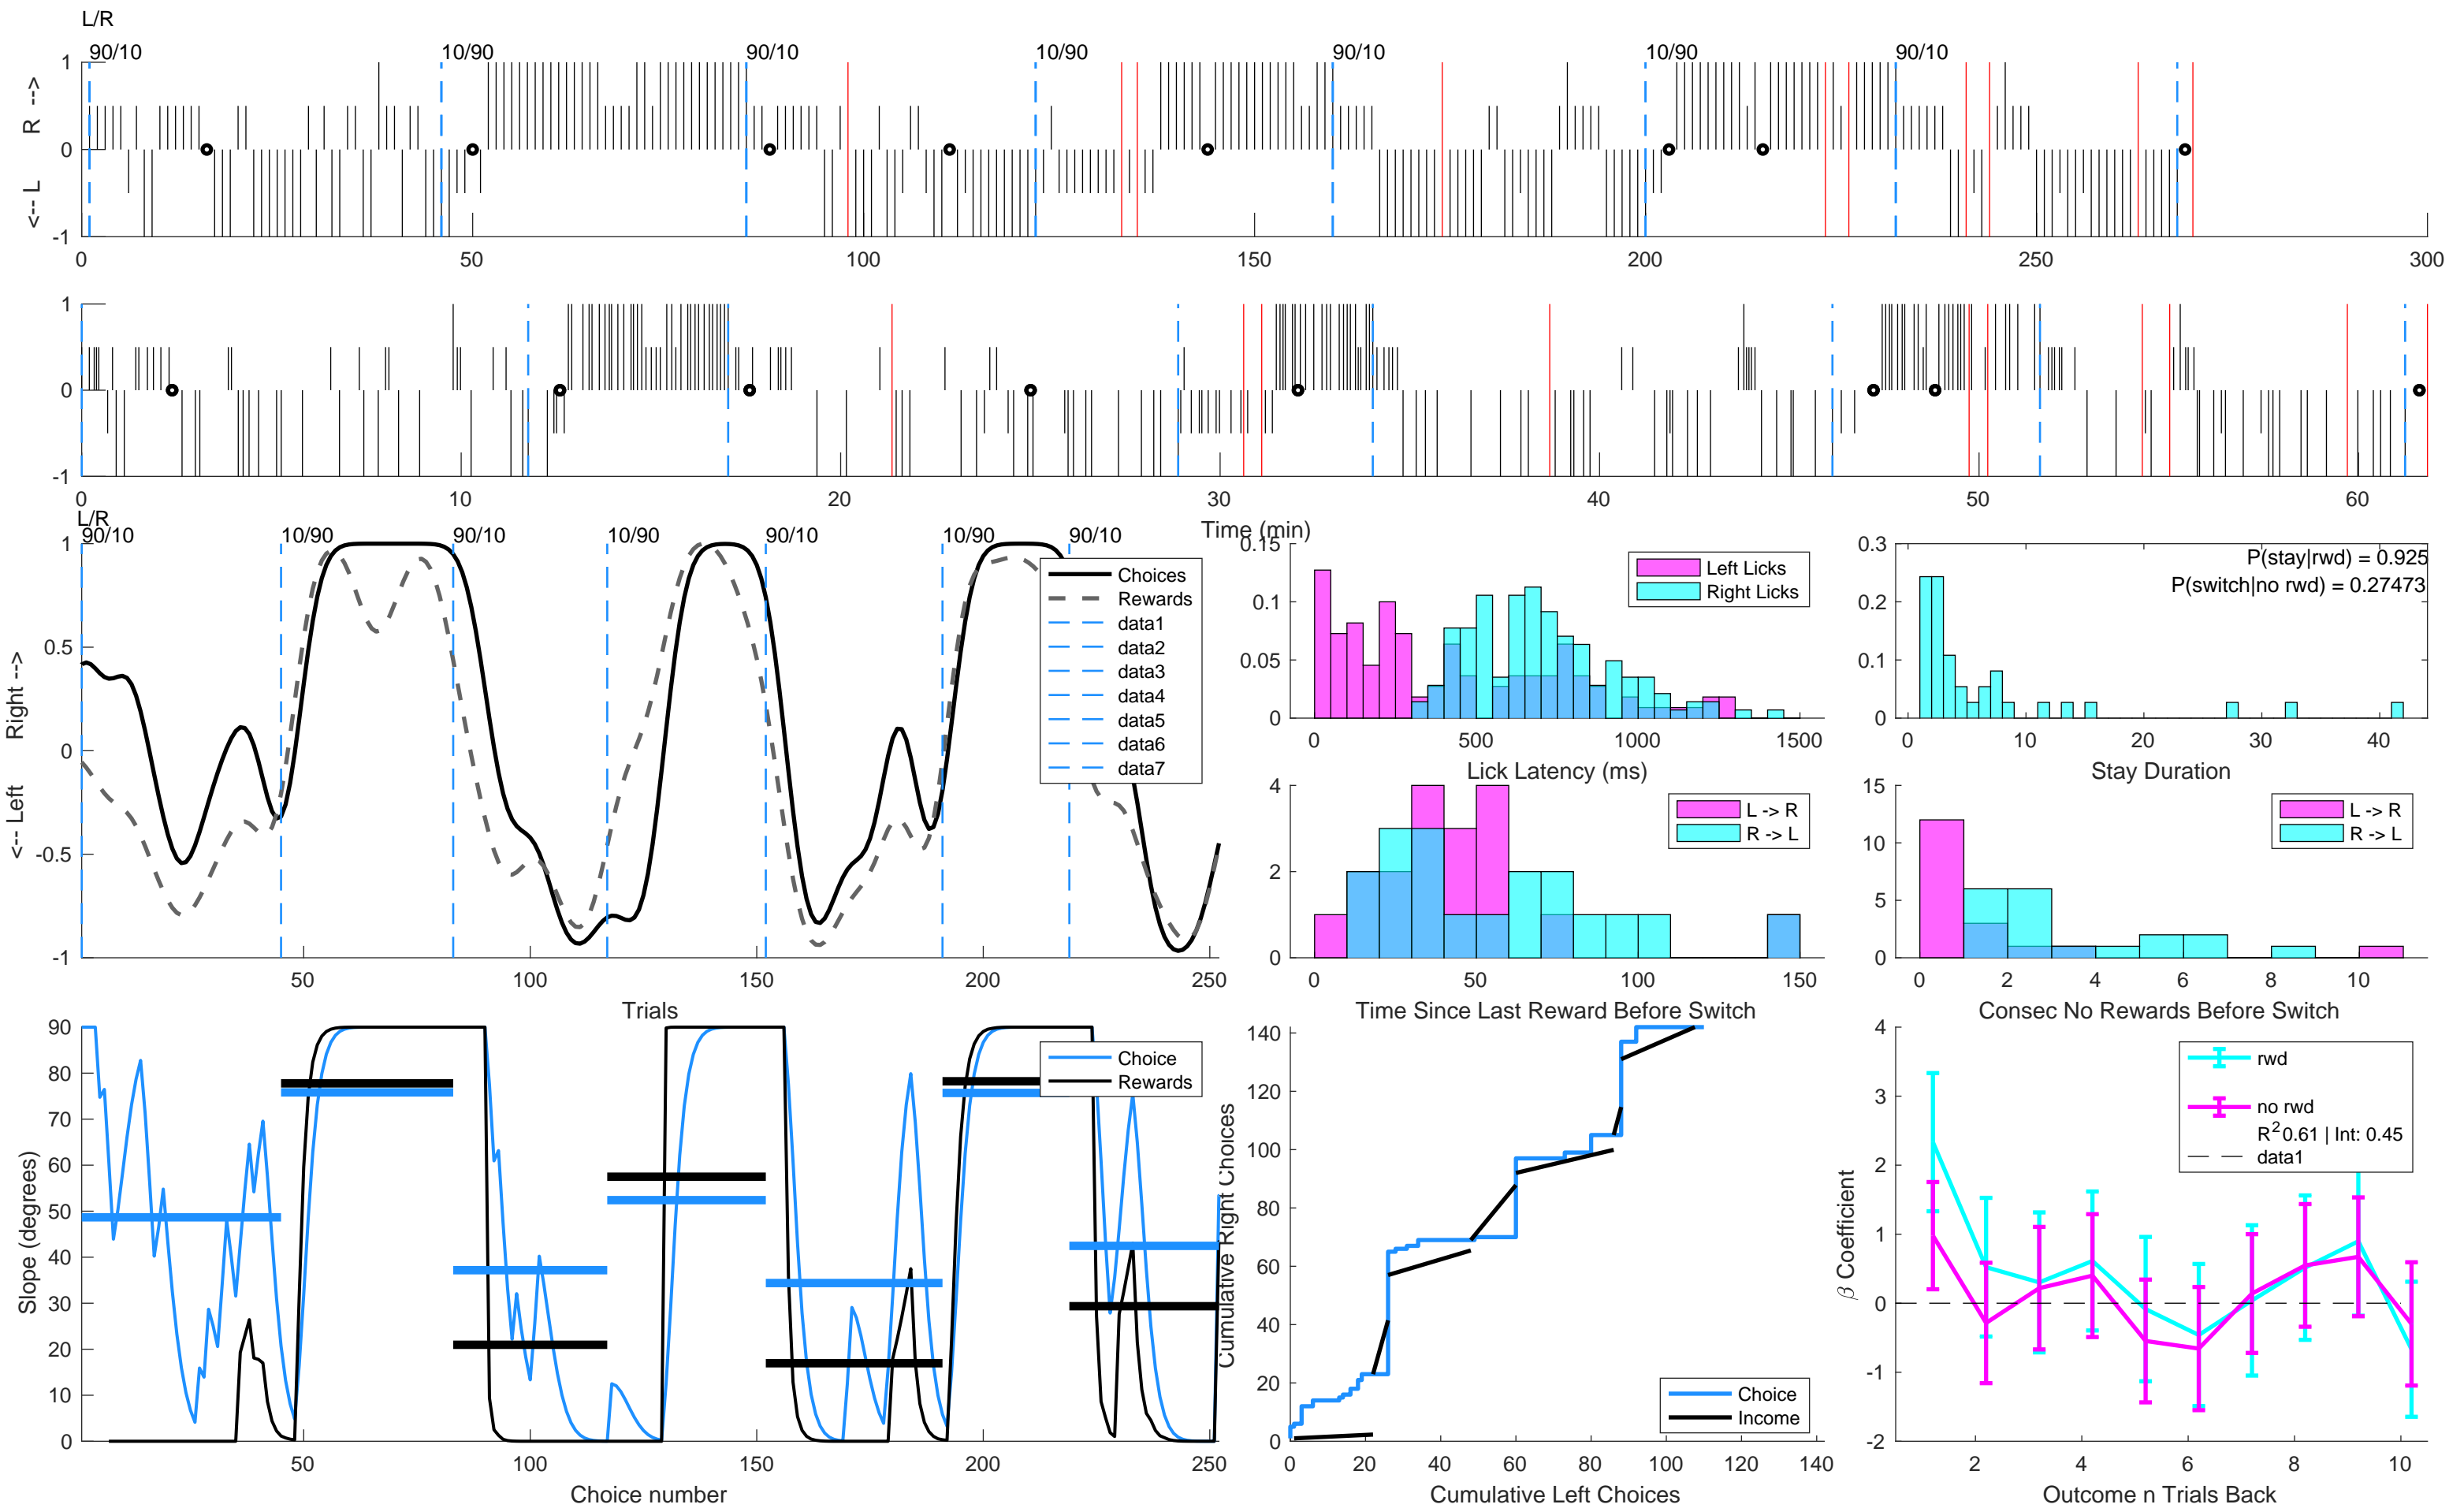 L/R
90/10 10/90 90/10 10/90 90/10 10/90 90/10
1
0
-1
<-- L R -->
0 50 100 150 200 250 300
1
0
-1
0 10 20 30 40 50 60
Time (min)
L/R
90/10 10/90 90/10 10/90 90/10 10/90 90/10
1
0.5
0
-0.5
-1
<-- Left Right -->
50 100 150 200 250
Trials
Choices
Rewards
data1
data2
data3
data4
data5
data6
data7
0.15
0.1
0.05
0
0 500 1000 1500
Lick Latency (ms)
Left Licks
Right Licks
0.3
0.2
0.1
0
0 10 20 30 40
Stay Duration
P(stay|rwd) = 0.925
P(switch|no rwd) = 0.27473
4
2
0
0 50 100 150
Time Since Last Reward Before Switch
L -> R
R -> L
15
10
5
0
0 2 4 6 8 10
Consec No Rewards Before Switch
L -> R
R -> L
90
80
70
60
50
40
30
20
10
0
Slope (degrees)
50 100 150 200 250
Choice number
Choice
Rewards
140
120
100
80
60
40
20
0
Cumulative Right Choices
0 20 40 60 80 100 120 140
Cumulative Left Choices
Choice
Income
4
3
2
1
0
-1
-2
β Coefficient
2 4 6 8 10
Outcome n Trials Back
rwd
no rwd
R² 0.61 | Int: 0.45
data1